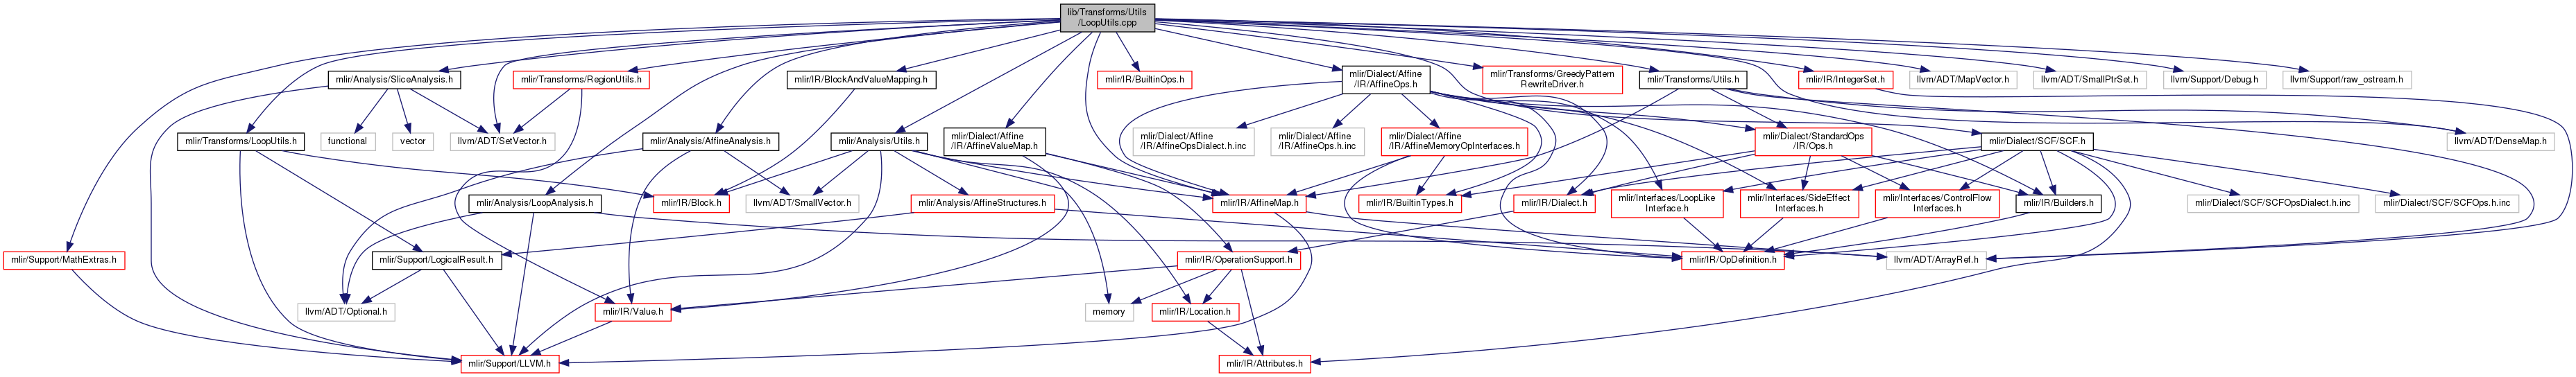 lib/Transforms/Utils
/LoopUtils.cpp
mlir/Analysis/SliceAnalysis.h
mlir/Transforms/RegionUtils.h
mlir/IR/BlockAndValueMapping.h
mlir/IR/BuiltinOps.h
mlir/Dialect/Affine
/IR/AffineOps.h
mlir/Transforms/GreedyPattern
RewriteDriver.h
mlir/Transforms/Utils.h
mlir/IR/IntegerSet.h
llvm/ADT/MapVector.h
llvm/ADT/SmallPtrSet.h
llvm/Support/Debug.h
llvm/Support/raw_ostream.h
mlir/Transforms/LoopUtils.h
functional
vector
llvm/ADT/SetVector.h
mlir/Analysis/AffineAnalysis.h
mlir/Analysis/Utils.h
mlir/Dialect/Affine
/IR/AffineValueMap.h
mlir/Dialect/Affine
/IR/AffineOpsDialect.h.inc
mlir/Dialect/Affine
/IR/AffineOps.h.inc
mlir/Dialect/Affine
/IR/AffineMemoryOpInterfaces.h
mlir/Dialect/StandardOps
/IR/Ops.h
mlir/Dialect/SCF/SCF.h
llvm/ADT/DenseMap.h
mlir/Analysis/LoopAnalysis.h
mlir/IR/Block.h
llvm/ADT/SmallVector.h
mlir/Analysis/AffineStructures.h
mlir/IR/AffineMap.h
mlir/IR/BuiltinTypes.h
mlir/IR/Dialect.h
mlir/Interfaces/LoopLike
Interface.h
mlir/Interfaces/SideEffect
Interfaces.h
mlir/Interfaces/ControlFlow
Interfaces.h
mlir/IR/Builders.h
mlir/Dialect/SCF/SCFOpsDialect.h.inc
mlir/Dialect/SCF/SCFOps.h.inc
mlir/Support/MathExtras.h
mlir/Support/LogicalResult.h
mlir/IR/OperationSupport.h
mlir/IR/OpDefinition.h
llvm/ADT/ArrayRef.h
llvm/ADT/Optional.h
mlir/IR/Value.h
memory
mlir/IR/Location.h
mlir/Support/LLVM.h
mlir/IR/Attributes.h